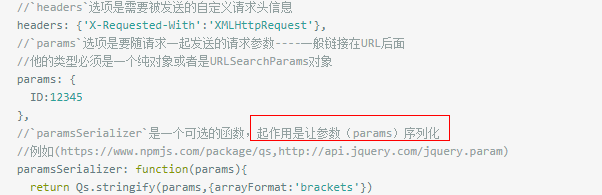 //`headers`选项是需要被发送的自定义请求头信息
headers: {'X-Requested-With':'XMLHttpRequest'},
//`params`选项是要随请求一起发送的请求参数----一般链接在URL后面
//他的类型必须是一个纯对象或者是URLSearchParams对象
params: {
ID:12345
},
//`paramsSerializer`是一个可选的函数，起作用是让参数（params）序列化
//例如(https://www.npmjs.com/package/qs,http://api.jquery.com/jquery.param)
paramsSerializer: function(params){
return Qs.stringify(params,{arrayFormat:'brackets'})